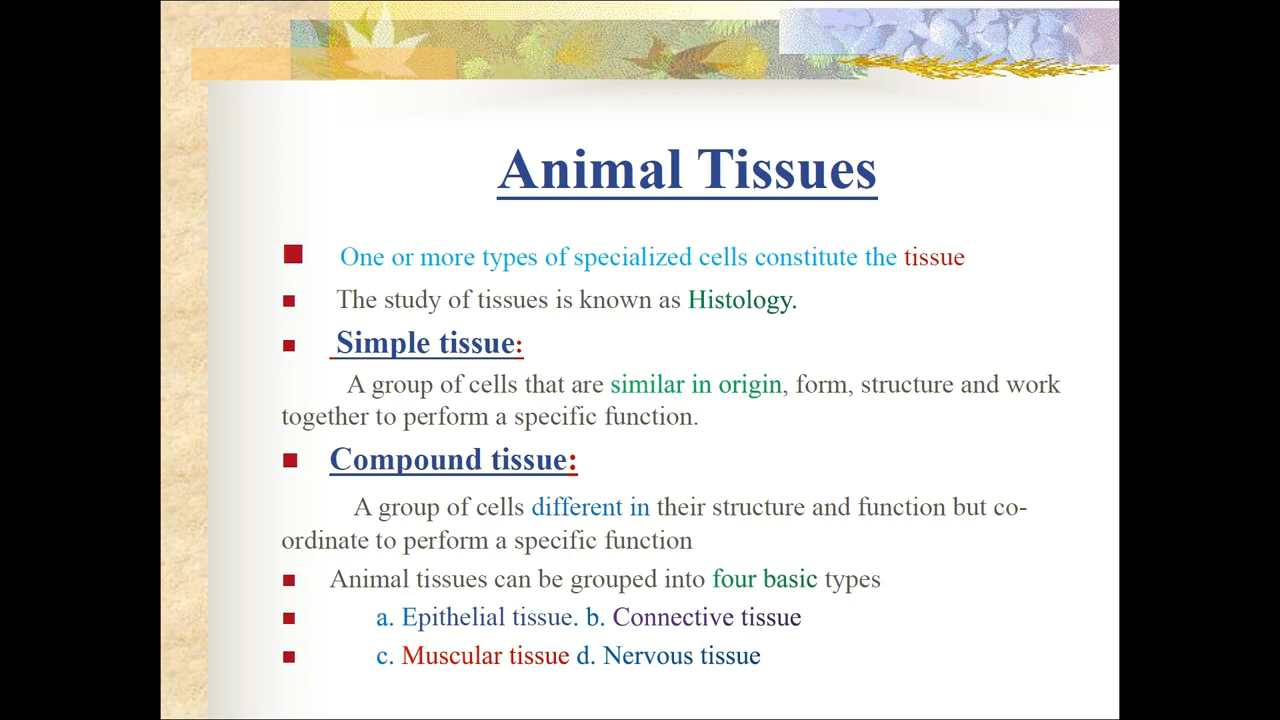 Animal Tissues
One or more types of specialized cells constitute the tissue
The study of tissues is known as Histology.
Simple tissue:
A group of cells that are similar in origin, form, structure and work
together to perform a specific function.
Compound tissue:
A group of cells different in their structure and function but co-
ordinate to perform a specific function
Animal tissues can be grouped into four basic types
a. Epithelial tissue. b. Connective tissue
c. Muscular tissue d. Nervous tissue